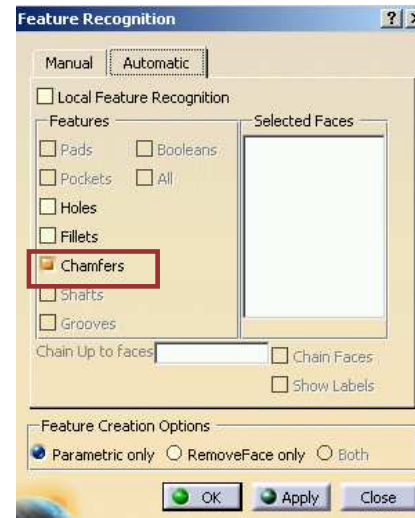 Feature Recognition
Manual Automatic
Local Feature Recognition
Features Selected Faces
Pads Booleans
Pockets All
Holes
Fillets
Chamfers
Shafts
Grooves
Chain Up to faces Chain Faces
Show Labels
Feature Creation Options
Parametric only RemoveFace only Both
OK Apply Close